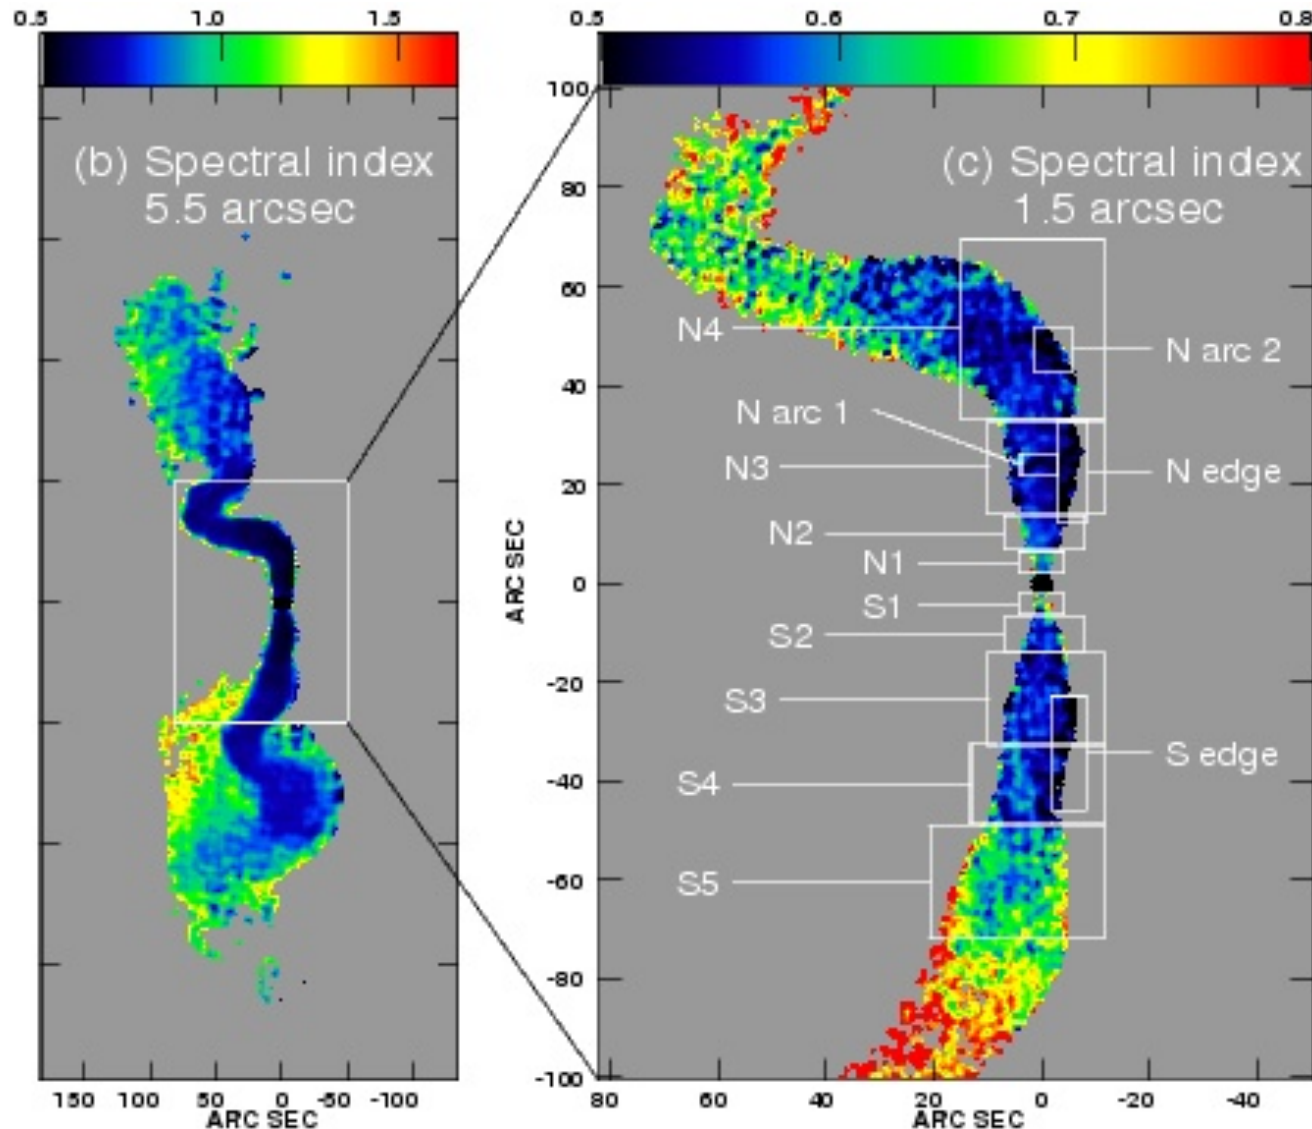 0.5 1.0 1.5
(b) Spectral index
5.5 arcsec
150 100 50 0 -50 -100
ARC SEC
0.5 0.6 0.7 0.8
(c) Spectral index
1.5 arcsec
100
80
60
40
20
0
-20
-40
-60
-80
-100
ARC SEC
N4
N arc 2
N arc 1
N3
N edge
N2
N1
S1
S2
S3
S edge
S4
S5
80 60 40 20 0 -20 -40
ARC SEC